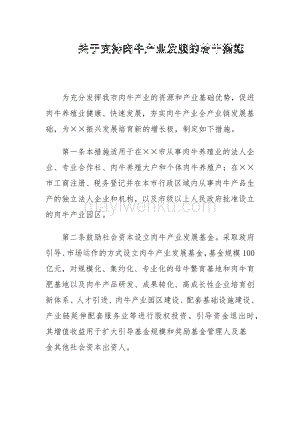 关于支持肉牛产业发展的若干措施
为充分发挥我市肉牛产业的资源和产业基础优势，促进
肉牛养殖业健康、快速发展，夯实肉牛产业全产业链发展基
础，为××振兴发展培育新的增长极，制定如下措施。
第一条本措施适用于在××市从事肉牛养殖的法人企
业、专业合作社、肉牛养殖大户和个体肉牛养殖户；在××
市工商注册、税务登记并在本市行政区域内从事肉牛产品生
产的独立法人企业和机构，以及市级以上人民政府批准设立
的肉牛产业园区。
第二条鼓励社会资本设立肉牛产业发展基金。采取政府
引导、市场运作的方式设立肉牛产业发展基金，基金规模100
亿元，对规模化、集约化、专业化的母牛繁育基地和肉牛育
肥基地以及肉牛产品研发、成果转化、高成长性企业培育创
新体系、人才引进，肉牛产业园区建设、配套基础设施建设、
产业链延伸配套服务业等进行股权投资。引导资金退出时，
其增值收益用于扩大引导基金规模和奖励基金管理人及基
金其他社会资本出资人。